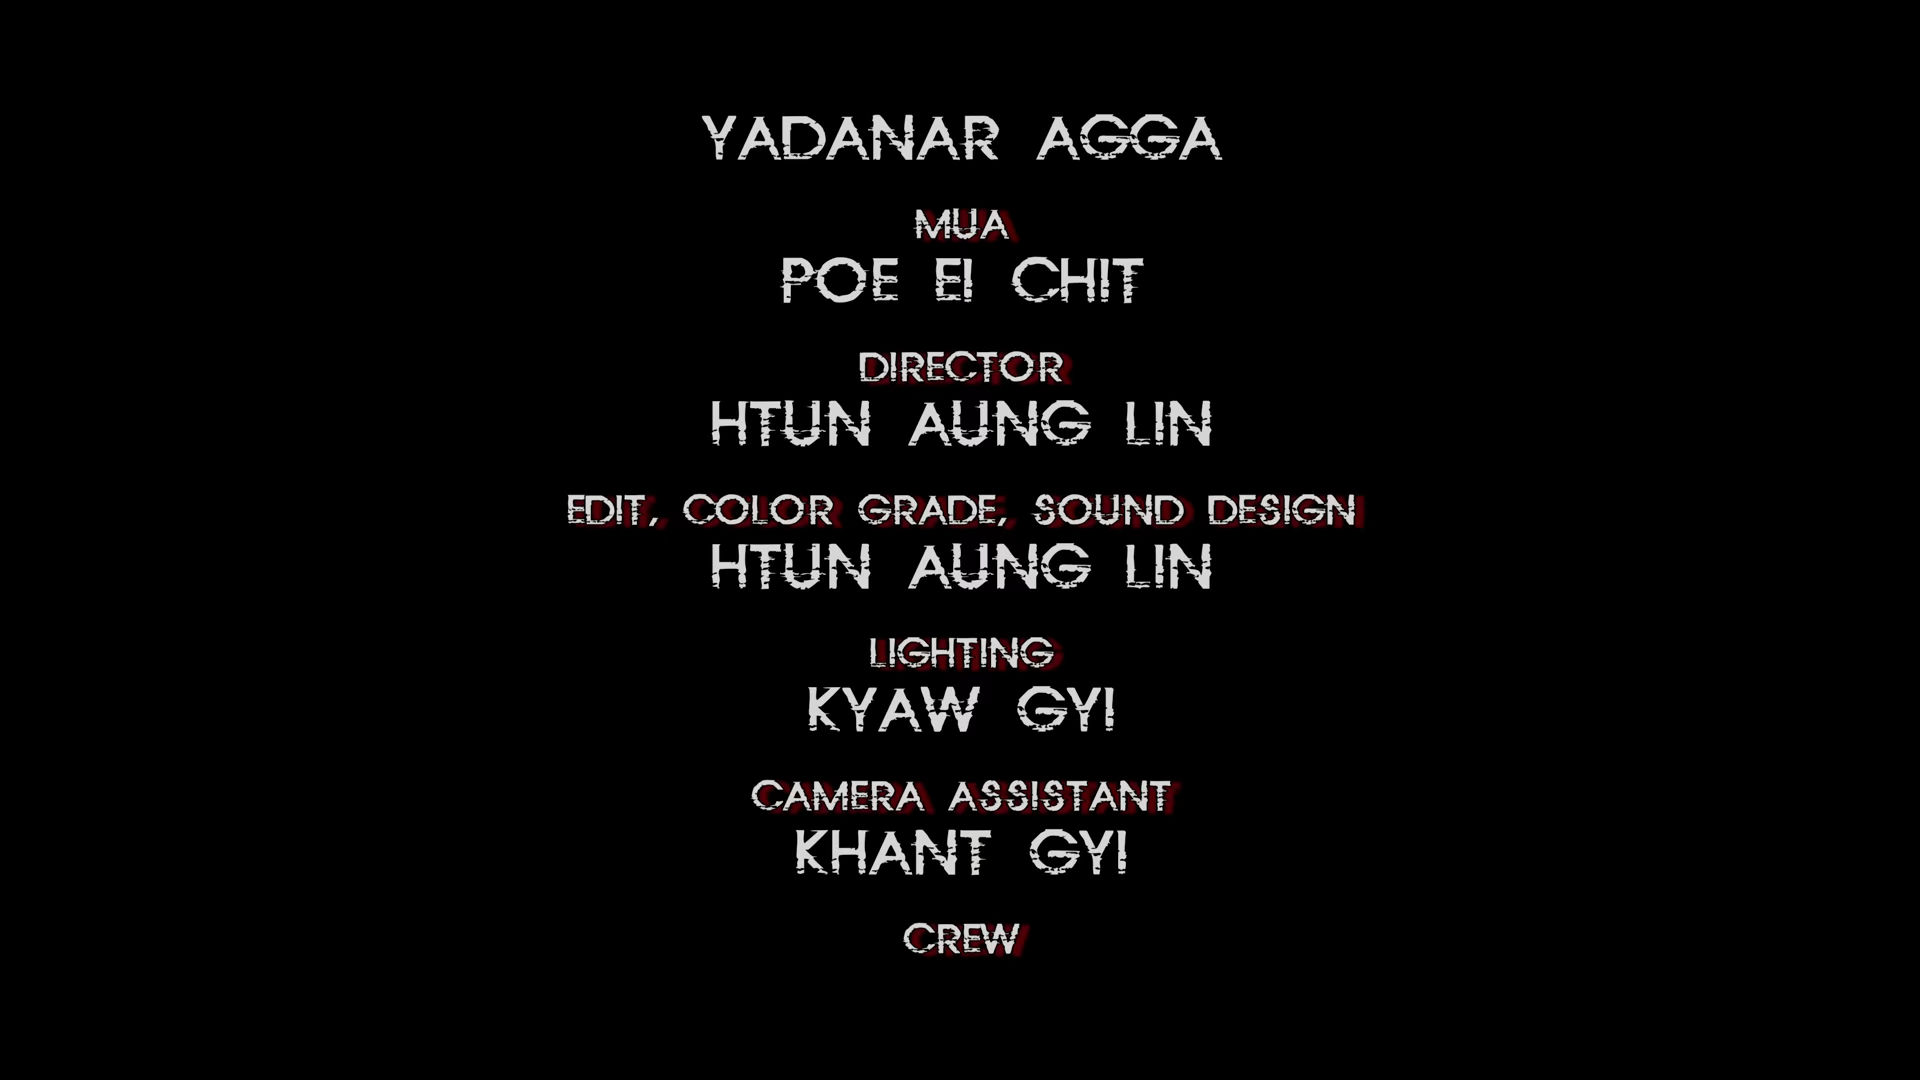 YADANAR AGGA
MUA
POE EI CHIT
DIRECTOR
HTUN AUNG LIN
EDIT, COLOR GRADE, SOUND DESIGN
HTUN AUNG LIN
LIGHTING
KYAW GYI
CAMERA ASSISTANT
KHANT GYI
CREW